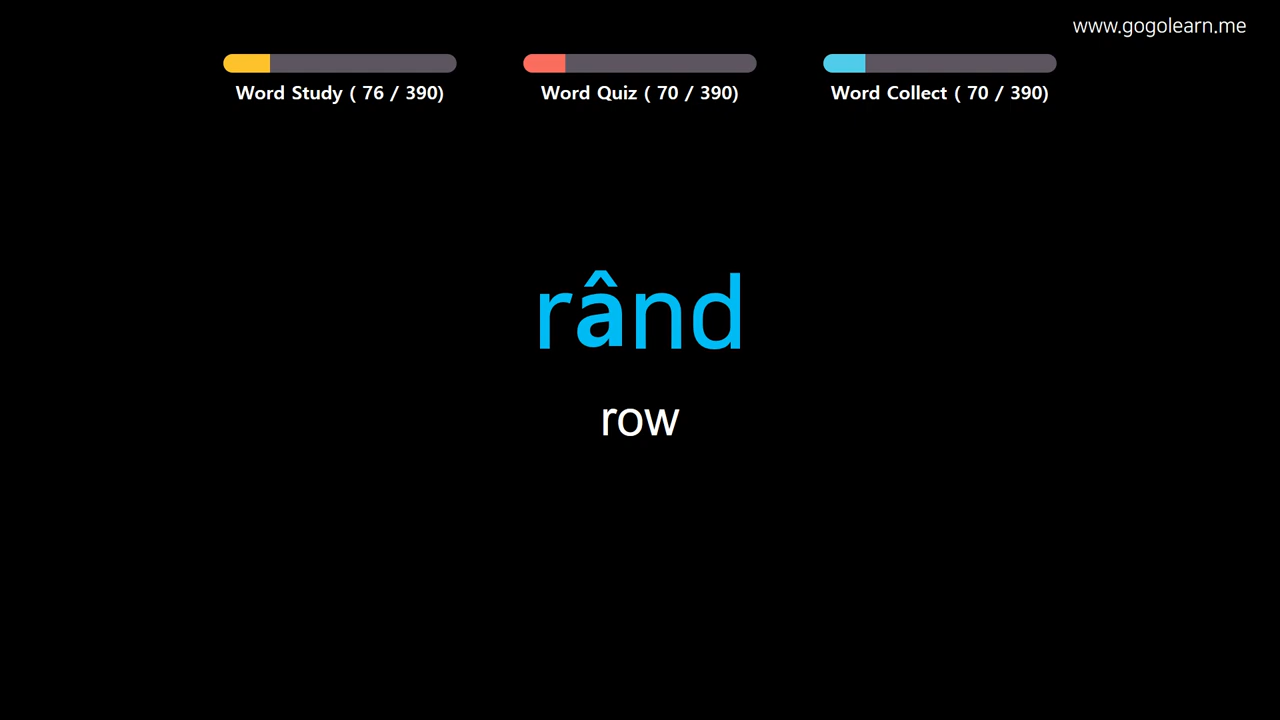 www.gogolearn.me
Word Study ( 76 / 390)
Word Quiz ( 70 / 390)
Word Collect ( 70 / 390)
rând
row